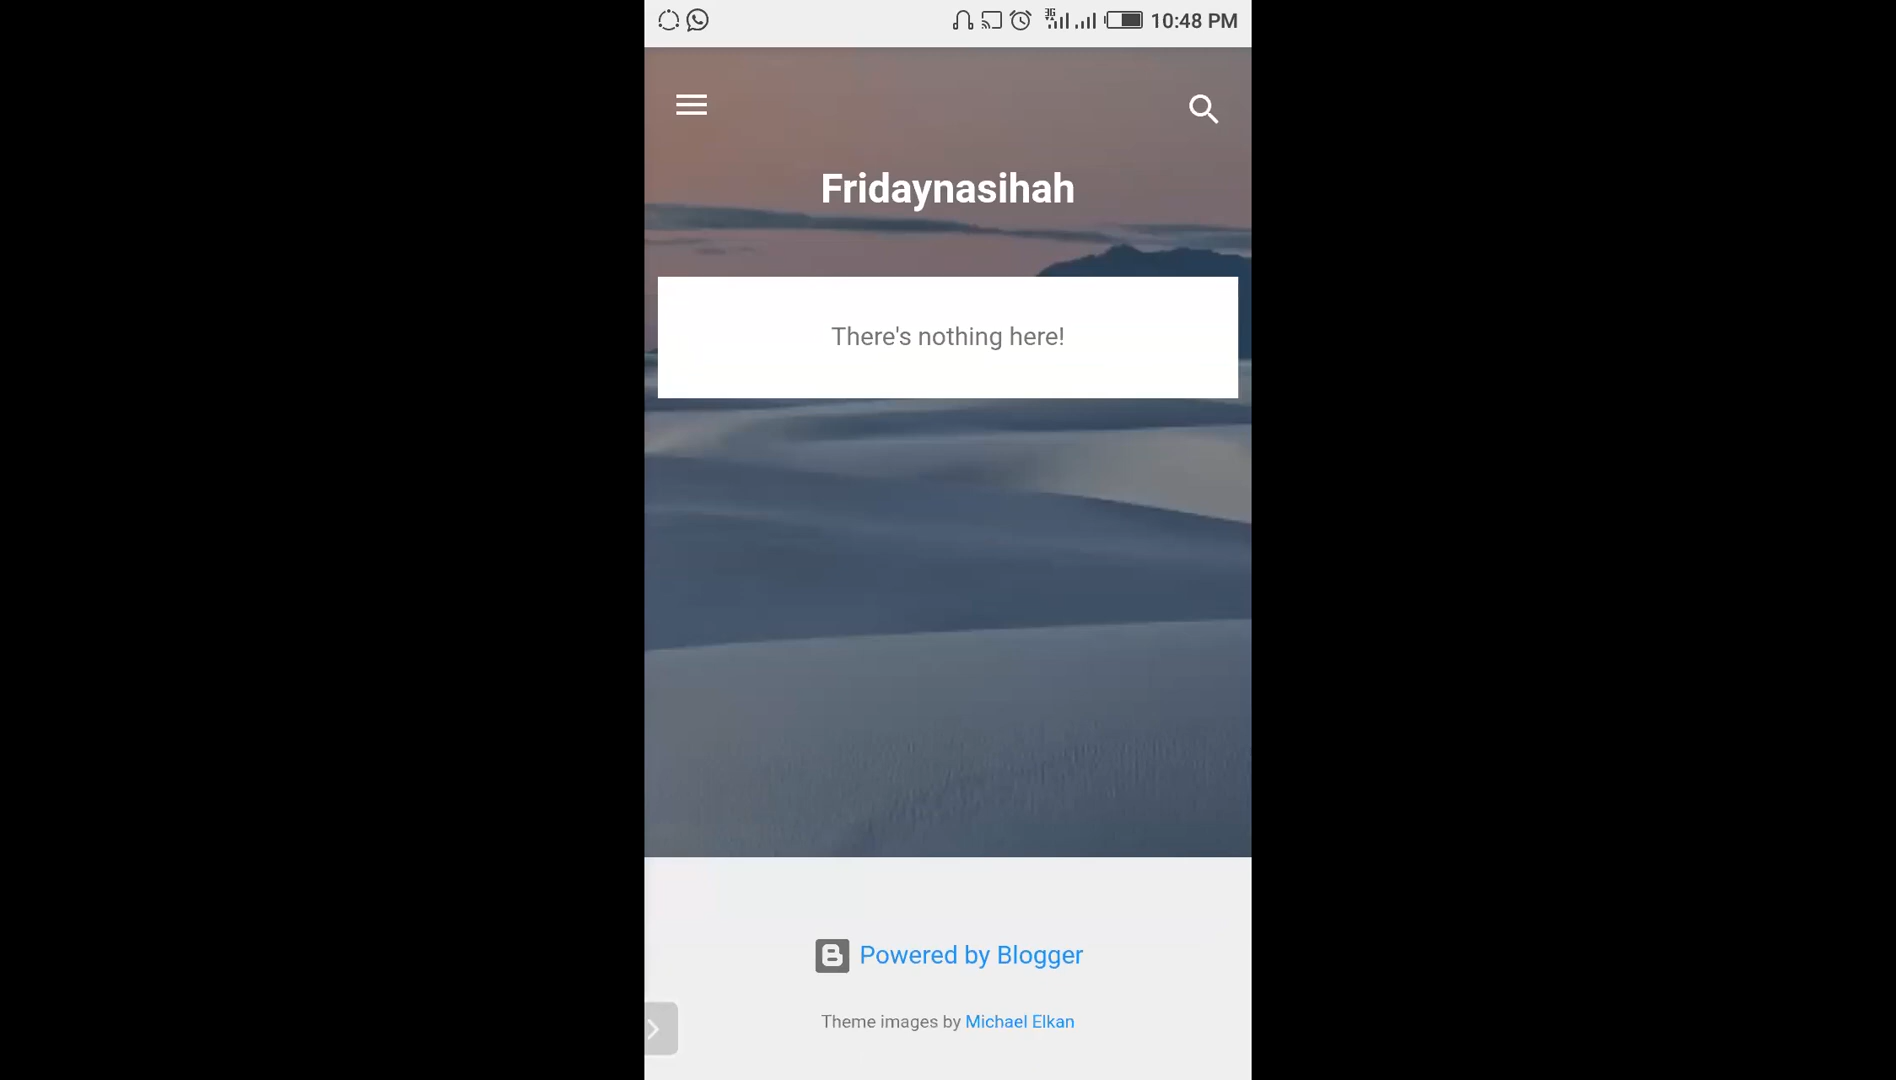 10:48 PM
Fridaynasihah
There's nothing here!
Powered by Blogger
Theme images by Michael Elkan